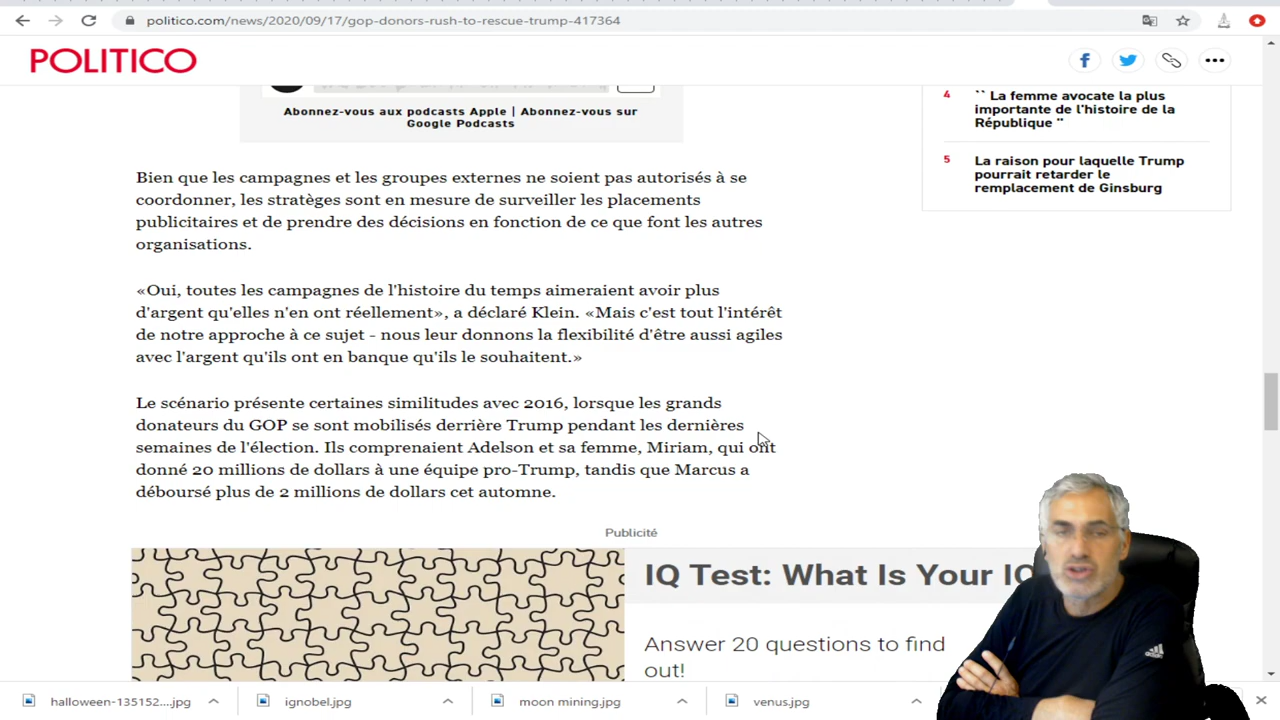 politico.com/news/2020/09/17/gop-donors-rush-to-rescue-trump-417364
POLITICO
Abonnez-vous aux podcasts Apple | Abonnez-vous sur
Google Podcasts
4 `` La femme avocate la plus
importante de l'histoire de la
République "
5 La raison pour laquelle Trump
pourrait retarder le
remplacement de Ginsburg
Bien que les campagnes et les groupes externes ne soient pas autorisés à se
coordonner, les stratèges sont en mesure de surveiller les placements
publicitaires et de prendre des décisions en fonction de ce que font les autres
organisations.
«Oui, toutes les campagnes de l'histoire du temps aimeraient avoir plus
d'argent qu'elles n'en ont réellement», a déclaré Klein. «Mais c'est tout l'intérêt
de notre approche à ce sujet - nous leur donnons la flexibilité d'être aussi agiles
avec l'argent qu'ils ont en banque qu'ils le souhaitent.»
Le scénario présente certaines similitudes avec 2016, lorsque les grands
donateurs du GOP se sont mobilisés derrière Trump pendant les dernières
semaines de l'élection. Ils comprenaient Adelson et sa femme, Miriam, qui ont
donné 20 millions de dollars à une équipe pro-Trump, tandis que Marcus a
déboursé plus de 2 millions de dollars cet automne.
Publicité
IQ Test: What Is Your IQ
Answer 20 questions to find
out!
halloween-135152....jpg
ignobel.jpg
moon mining.jpg
venus.jpg